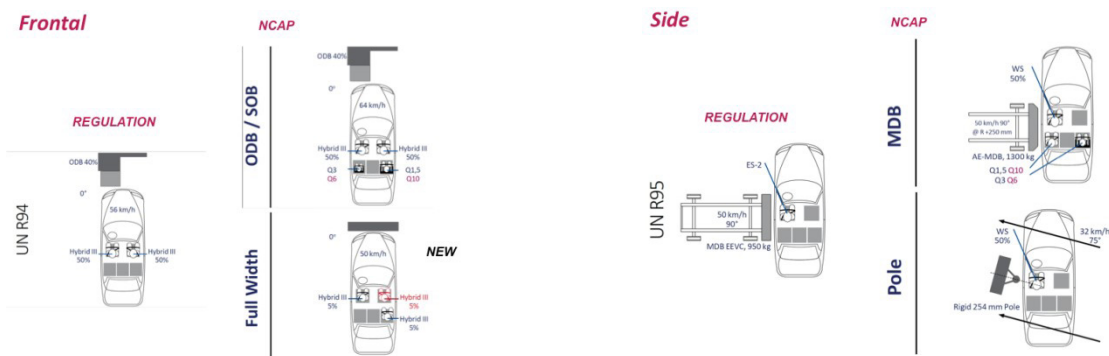 Frontal
NCAP
REGULATION
UN R94
ODB 40%
0°
56 km/h
Hybrid III
50%
Hybrid III
50%
ODB / SOB
ODB 40%
0°
64 km/h
Hybrid III
50%
Hybrid III
50%
Q3
Q6
Q1,5
Q10
Full Width
0°
50 km/h
NEW
Hybrid III
5%
Hybrid III
5%
Hybrid III
5%
Side
NCAP
REGULATION
UN R95
ES-2
50 km/h
90°
MDB EEVC, 950 kg
MDB
WS
50%
50 km/h 90°
@ R +250 mm
AE-MDB, 1300 kg
Q1,5 Q10
Q3 Q6
Pole
WS
50%
32 km/h
75°
Rigid 254 mm Pole